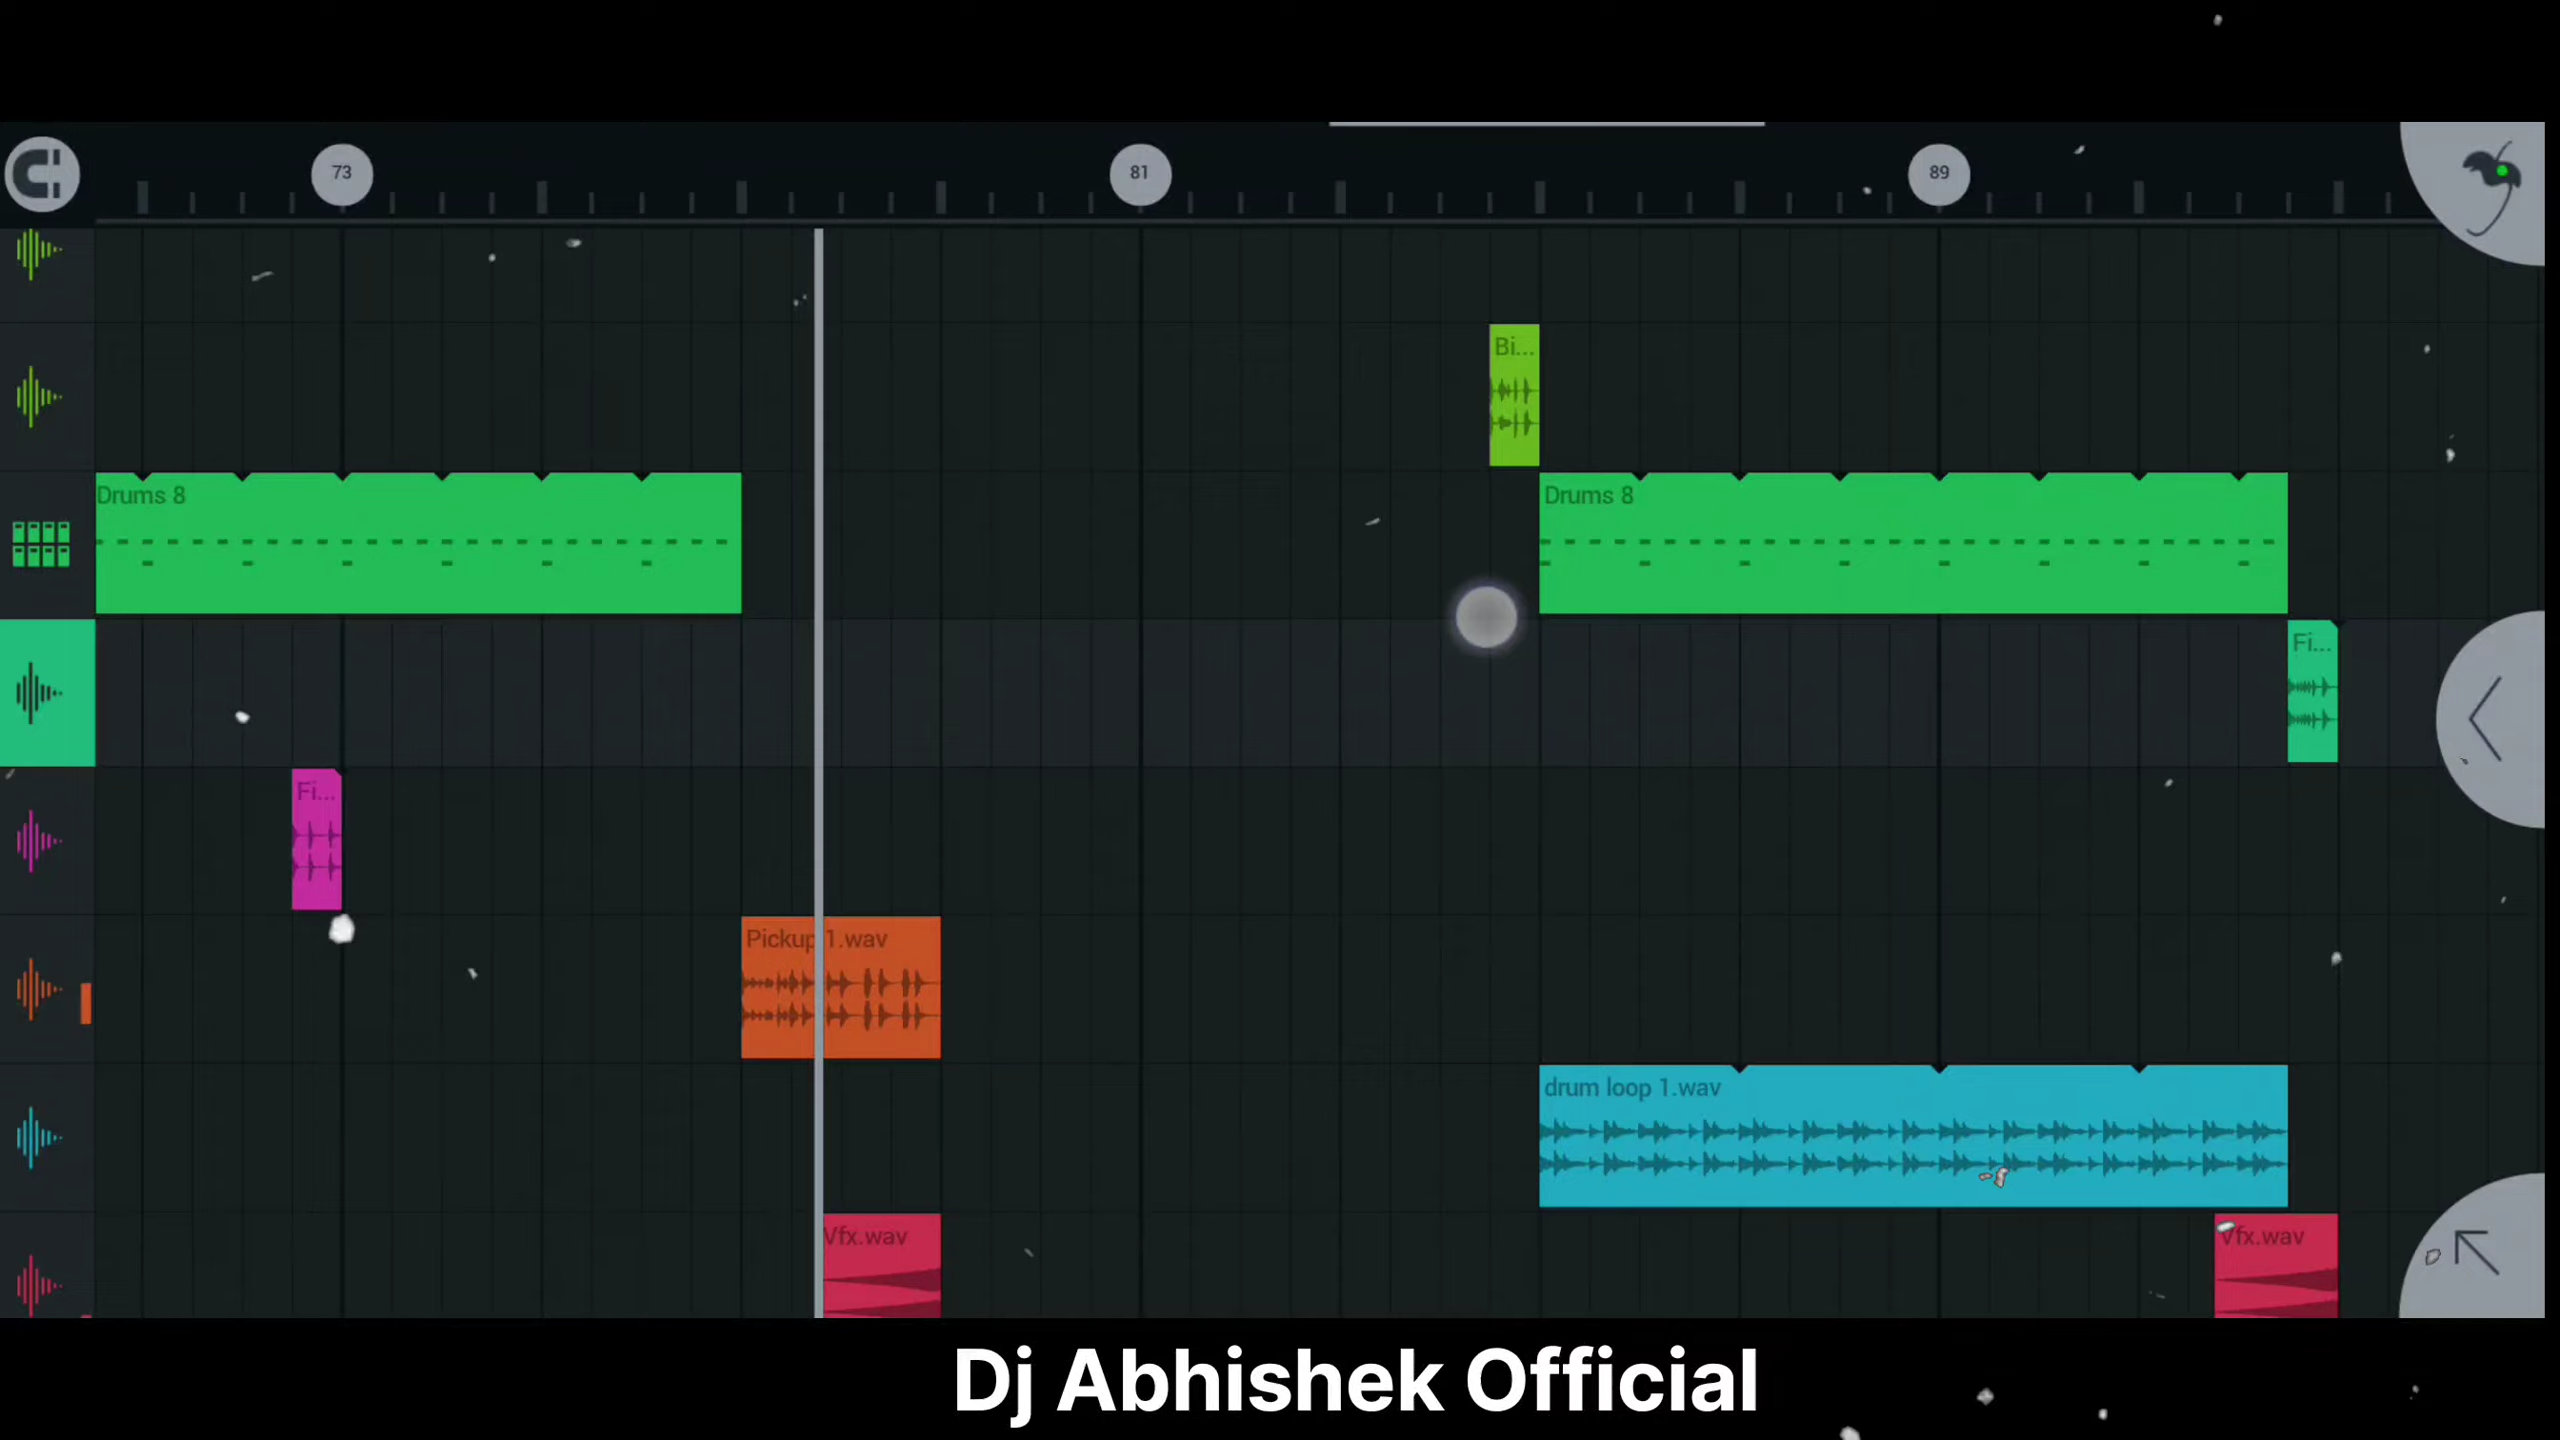 73 81 89
Bi...
Drums 8 Drums 8
Fi...
Fi...
Pickup 1.wav
drum loop 1.wav
Vfx.wav Vfx.wav
Dj Abhishek Official